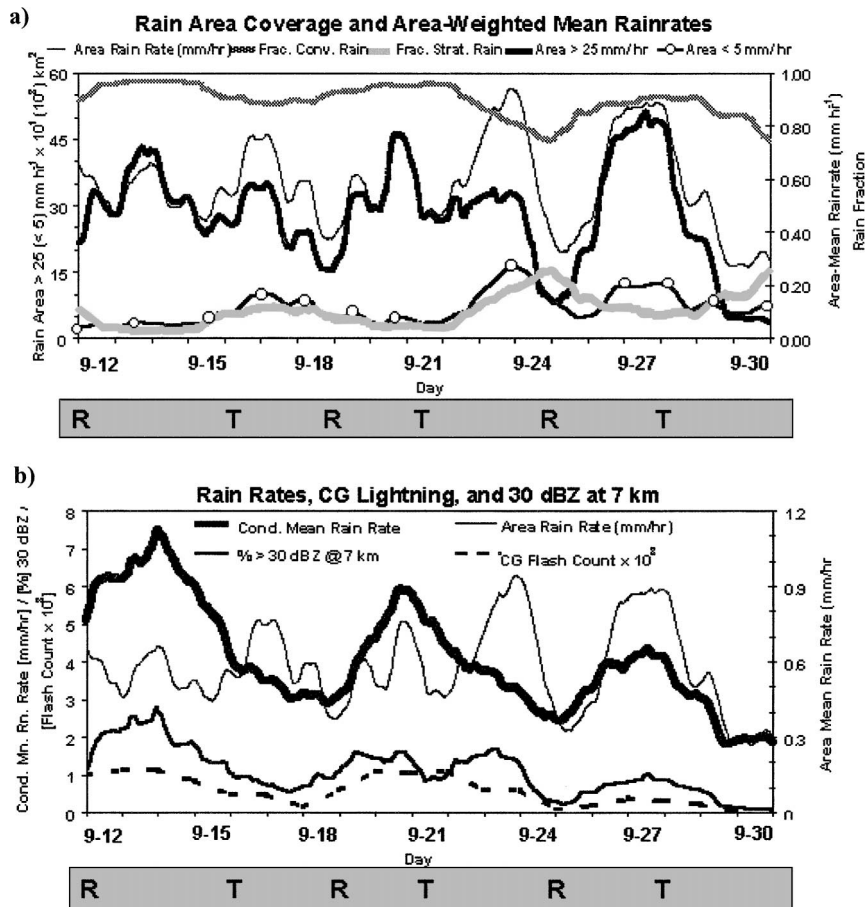 a)
Rain Area Coverage and Area-Weighted Mean Rainrates
Area Rain Rate (mm/hr) Frac. Conv. Rain Frac. Strat. Rain Area > 25 mm/hr Area < 5 mm/hr
Rain Area > 25 (< 5) mm hr¹ x 10¹ (10²) km²
60
45
30
15
0
1.00
0.80
0.60
0.40
0.20
0.00
Area-Mean Rainrate (mm hr¹)
Rain Fraction
9-12 9-15 9-18 9-21 9-24 9-27 9-30
Day
R T R T R T
b)
Rain Rates, CG Lightning, and 30 dBZ at 7 km
Cond. Mean Rain Rate Area Rain Rate (mm/hr)
% > 30 dBZ @ 7 km CG Flash Count x 10²
Cond. Mn. Rn. Rate [mm/hr] / [%] 30 dBZ /
[Flash Count x 10²]
8
7
6
5
4
3
2
1
0
1.2
0.9
0.6
0.3
0
Area Mean Rain Rate (mm/hr
9-12 9-15 9-18 9-21 9-24 9-27 9-30
Day
R T R T R T